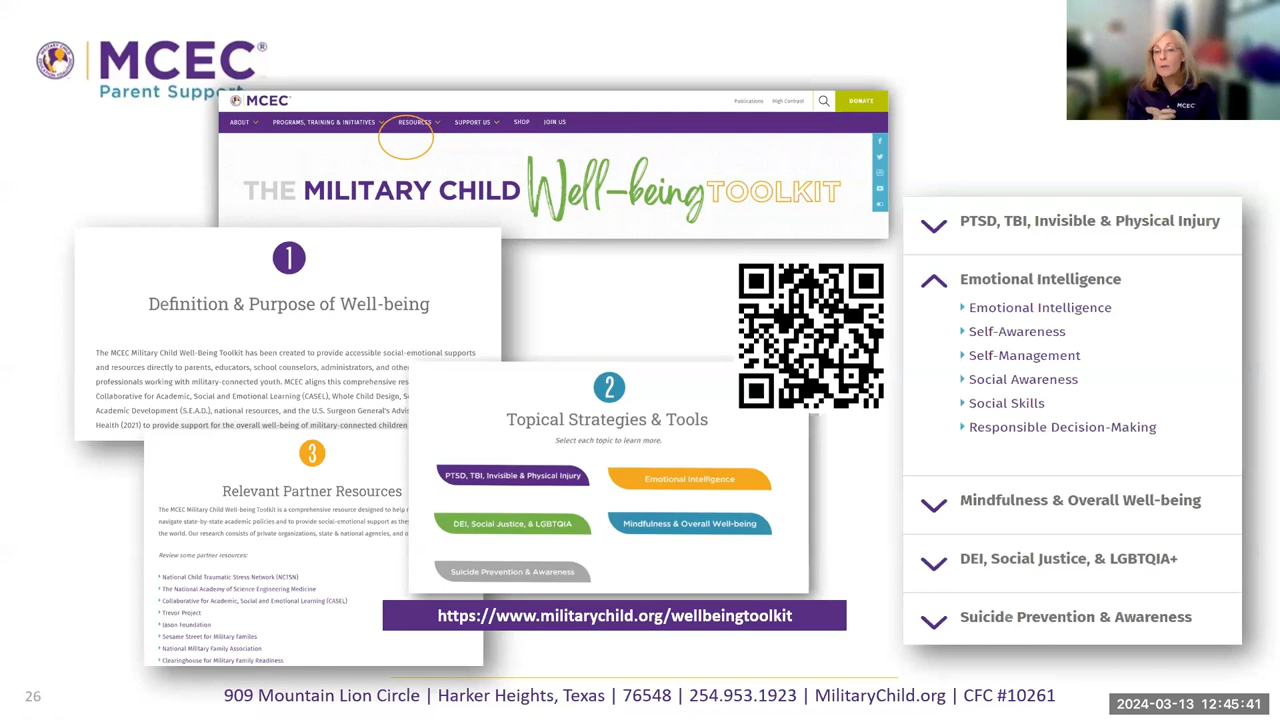 MCEC®
Parent Support
MCEC
Publications
High Contrast
DONATE
ABOUT
PROGRAMS, TRAINING & INITIATIVES
RESOURCES
SUPPORT US
SHOP
JOIN US
THE MILITARY CHILD Well-being TOOLKIT
1
Definition & Purpose of Well-being
The MCEC Military Child Well-Being Toolkit has been created to provide accessible social-emotional supports
and resources directly to parents, educators, school counselors, administrators, and othe
professionals working with military-connected youth. MCEC aligns this comprehensive res
Collaborative for Academic, Social and Emotional Learning (CASEL), Whole Child Design, S
Academic Development (S.E.A.D), national resources, and the U.S. Surgeon General's Advis
Health (2021) to provide support for the overall well-being of military-connected children
2
Topical Strategies & Tools
Select each topic to learn more.
PTSD, TBI, Invisible & Physical Injury
Emotional Intelligence
DEI, Social Justice, & LGBTQIA
Mindfulness & Overall Well-being
Suicide Prevention & Awareness
3
Relevant Partner Resources
The MCEC Military Child Well-being Toolkit is a comprehensive resource designed to help
navigate state-by-state academic policies and to provide social-emotional support as the
the world. Our research consists of private organizations, state & national agencies, and o
Review some partner resources:
National Child Traumatic Stress Network (NCTSN)
The National Academy of Science Engineering Medicine
Collaborative for Academic, Social and Emotional Learning (CASEL)
Trevor Project
Jason Foundation
Sesame Street for Military Families
National Military Family Association
Clearinghouse for Military Family Readiness
https://www.militarychild.org/wellbeingtoolkit
MCEC
PTSD, TBI, Invisible & Physical Injury
Emotional Intelligence
Emotional Intelligence
Self-Awareness
Self-Management
Social Awareness
Social Skills
Responsible Decision-Making
Mindfulness & Overall Well-being
DEI, Social Justice, & LGBTQIA+
Suicide Prevention & Awareness
26
909 Mountain Lion Circle | Harker Heights, Texas | 76548 | 254.953.1923 | MilitaryChild.org | CFC #10261
2024-03-13 12:45:41